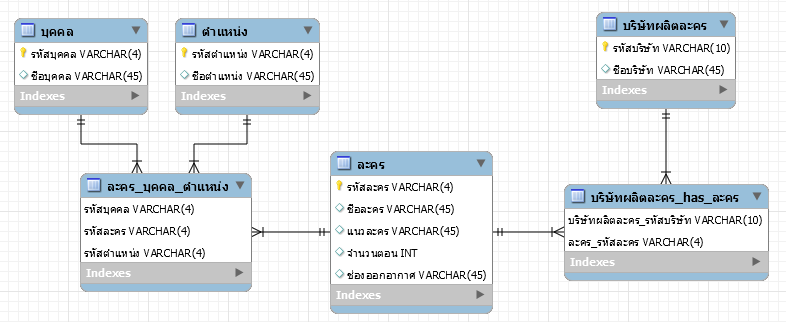 บุคคล
รหัสบุคคล VARCHAR(4)
ชื่อบุคคล VARCHAR(45)
Indexes
ตำแหน่ง
รหัสตำแหน่ง VARCHAR(4)
ชื่อตำแหน่ง VARCHAR(45)
Indexes
บริษัทผลิตละคร
รหัสบริษัท VARCHAR(10)
ชื่อบริษัท VARCHAR(45)
Indexes
ละคร_บุคคล_ตำแหน่ง
รหัสบุคคล VARCHAR(4)
รหัสละคร VARCHAR(4)
รหัสตำแหน่ง VARCHAR(4)
Indexes
ละคร
รหัสละคร VARCHAR(4)
ชื่อละคร VARCHAR(45)
แนวละคร VARCHAR(45)
จำนวนตอน INT
ช่องออกอากาศ VARCHAR(45)
Indexes
บริษัทผลิตละคร_has_ละคร
บริษัทผลิตละคร_รหัสบริษัท VARCHAR(10)
ละคร_รหัสละคร VARCHAR(4)
Indexes